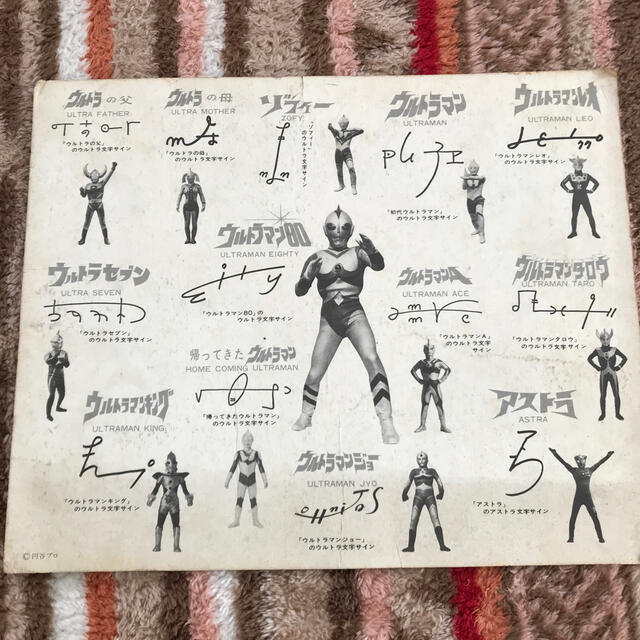 ウルトラの父
ULTRA FATHER
「ウルトラの父」
のウルトラ文字サイン
ウルトラの母
ULTRA MOTHER
「ウルトラの母」
のウルトラ文字サイン
ゾフィー
ZOFY
「ゾフィー」
のウルトラ文字サイン
ウルトラマン
ULTRAMAN
「初代ウルトラマン」
のウルトラ文字サイン
ウルトラマンレオ
ULTRAMAN LEO
「ウルトラマンレオ」
のウルトラ文字サイン
ウルトラセブン
ULTRA SEVEN
「ウルトラセブン」
のウルトラ文字サイン
ウルトラマン80
ULTRAMAN EIGHTY
「ウルトラマン80」の
ウルトラ文字サイン
ウルトラマンA
ULTRAMAN ACE
「ウルトラマンA」
のウルトラ文字サイン
ウルトラマンタロウ
ULTRAMAN TARO
「ウルトラマンタロウ」
のウルトラ文字サイン
帰ってきたウルトラマン
HOME COMING ULTRAMAN
「帰ってきたウルトラマン」
のウルトラ文字サイン
ウルトラマンキング
ULTRAMAN KING
「ウルトラマンキング」
のウルトラ文字サイン
ウルトラマンジョー
ULTRAMAN JYO
「ウルトラマンジョー」
のウルトラ文字サイン
アストラ
ASTRA
「アストラ」
のアストラ文字サイン
©円谷プロ